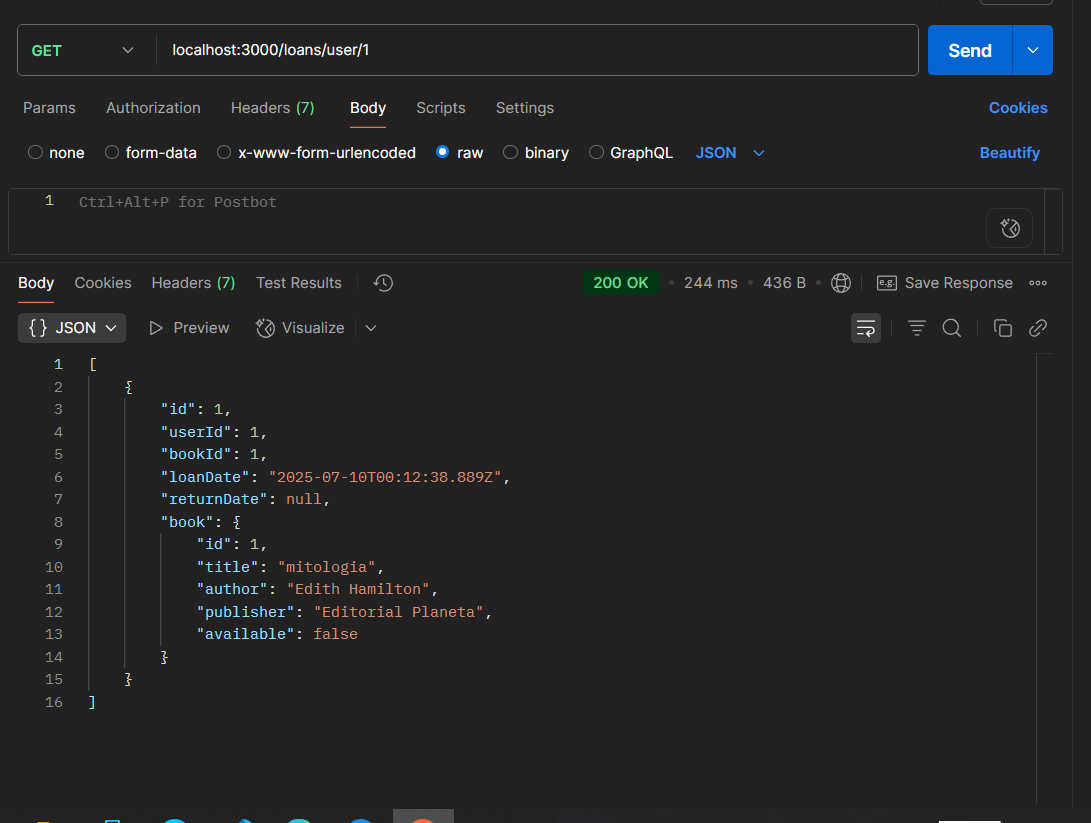 GET localhost:3000/loans/user/1 Send
Params Authorization Headers (7) Body Scripts Settings Cookies
none form-data x-www-form-urlencoded raw binary GraphQL JSON Beautify
1 Ctrl+Alt+P for Postbot
Body Cookies Headers (7) Test Results 200 OK • 244 ms • 436 B • e.g. Save Response
{} JSON Preview Visualize
1 [
2 {
3 "id": 1,
4 "userId": 1,
5 "bookId": 1,
6 "loanDate": "2025-07-10T00:12:38.889Z",
7 "returnDate": null,
8 "book": {
9 "id": 1,
10 "title": "mitologia",
11 "author": "Edith Hamilton",
12 "publisher": "Editorial Planeta",
13 "available": false
14 }
15 }
16 ]